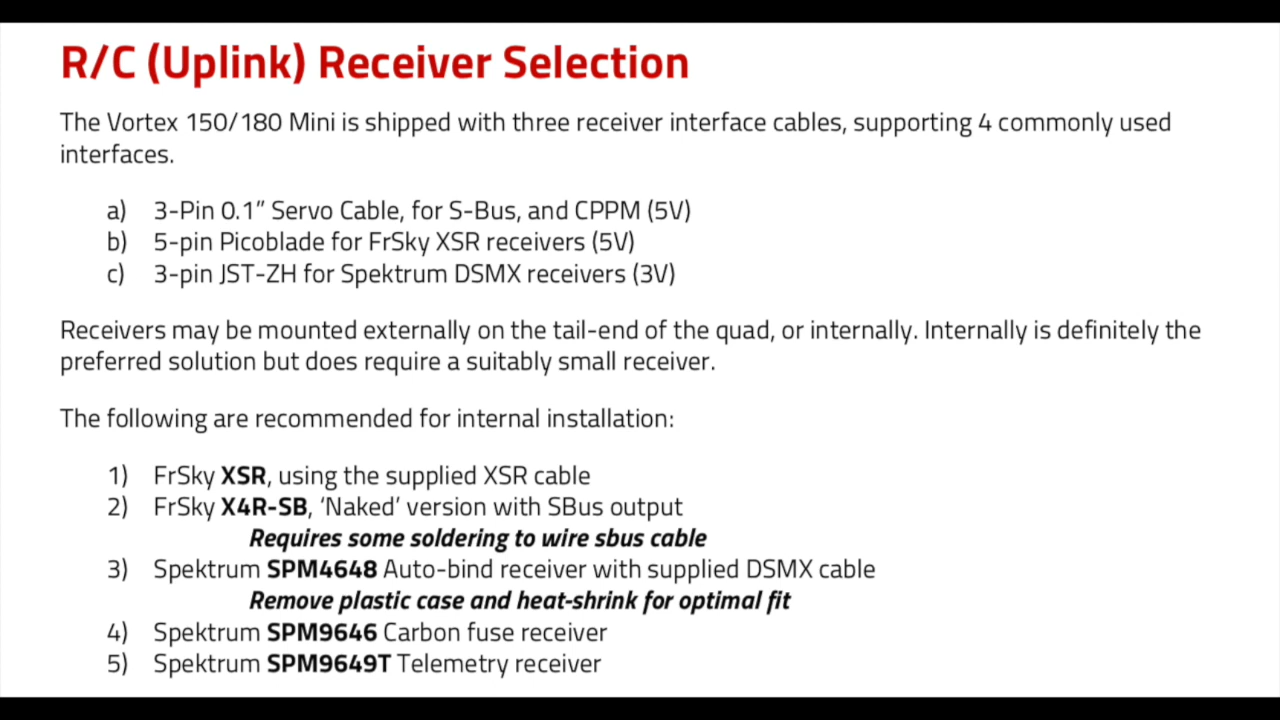 R/C (Uplink) Receiver Selection
The Vortex 150/180 Mini is shipped with three receiver interface cables, supporting 4 commonly used
interfaces.
a) 3-Pin 0.1” Servo Cable, for S-Bus, and CPPM (5V)
b) 5-pin Picoblade for FrSky XSR receivers (5V)
c) 3-pin JST-ZH for Spektrum DSMX receivers (3V)
Receivers may be mounted externally on the tail-end of the quad, or internally. Internally is definitely the
preferred solution but does require a suitably small receiver.
The following are recommended for internal installation:
1) FrSky XSR, using the supplied XSR cable
2) FrSky X4R-SB, ‘Naked’ version with SBus output
Requires some soldering to wire sbus cable
3) Spektrum SPM4648 Auto-bind receiver with supplied DSMX cable
Remove plastic case and heat-shrink for optimal fit
4) Spektrum SPM9646 Carbon fuse receiver
5) Spektrum SPM9649T Telemetry receiver